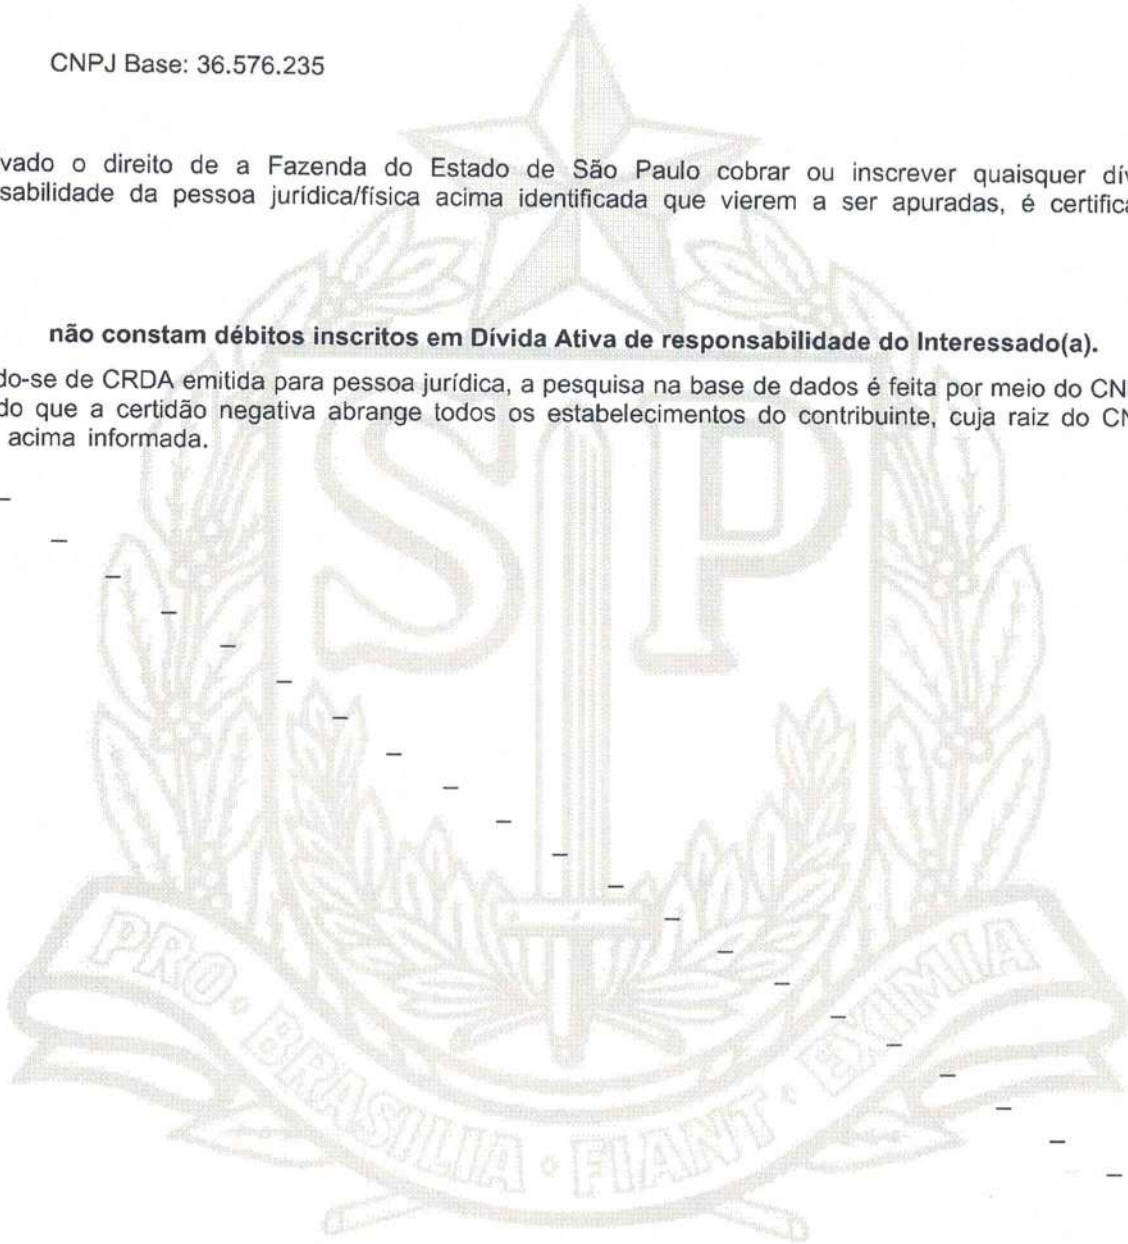 CNPJ Base: 36.576.235
vado o direito de a Fazenda do Estado de São Paulo cobrar ou inscrever quaisquer dív
sabilidade da pessoa jurídica/física acima identificada que vierem a ser apuradas, é certifica
não constam débitos inscritos em Dívida Ativa de responsabilidade do Interessado(a).
do-se de CRDA emitida para pessoa jurídica, a pesquisa na base de dados é feita por meio do CN
do que a certidão negativa abrange todos os estabelecimentos do contribuinte, cuja raiz do CN
acima informada.
SP
PRO • BRASILIA • FIANT • EXIMIA